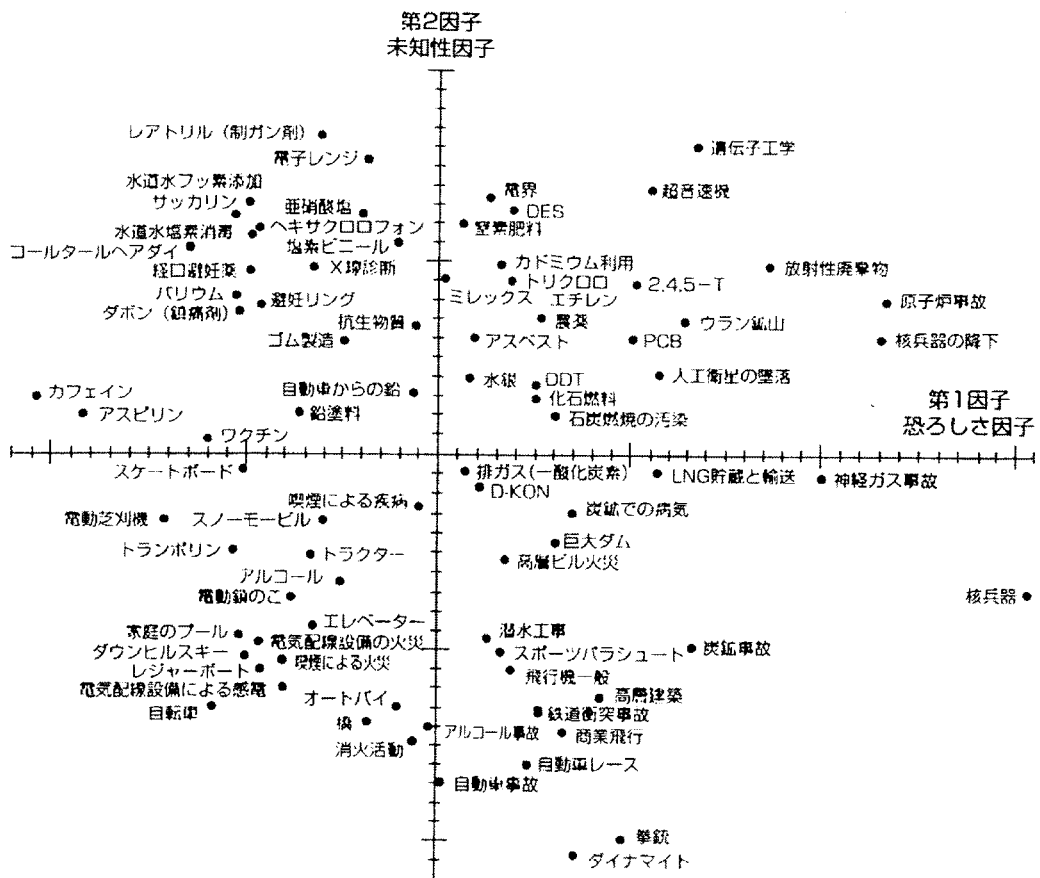 第2因子
未知性因子
レアトリル（制ガン剤）
電子レンジ
遺伝子工学
水道水フッ素添加
電界
超音速機
サッカリン
亜硝酸塩
DES
水道水塩素消毒
ヘキサクロロフォン
窒素肥料
コールタールヘアダイ
塩素ビニール
経口避妊薬
X線診断
カドミウム利用
放射性廃棄物
トリクロロ
2.4.5-T
バリウム
避妊リング
ミレックス
エチレン
原子炉事故
ダボン（鎮痛剤）
抗生物質
農薬
ウラン鉱山
ゴム製造
アスベスト
PCB
核兵器の降下
水銀
DDT
人工衛星の墜落
カフェイン
自動車からの鉛
化石燃料
第1因子
恐ろしさ因子
アスピリン
鉛塗料
石炭燃焼の汚染
ワクチン
スケートボード
排ガス(一酸化炭素)
LNG貯蔵と輸送
神経ガス事故
D-KON
喫煙による疾病
炭鉱での病気
電動芝刈機
スノーモービル
トランポリン
トラクター
巨大ダム
高層ビル火災
アルコール
電動鎖のこ
核兵器
エレベーター
家庭のプール
電気配線設備の火災
潜水工事
ダウンヒルスキー
喫煙による火災
スポーツパラシュート
炭鉱事故
レジャーボート
飛行機一般
電気配線設備による感電
オートバイ
高層建築
自転車
鉄道衝突事故
橋
アルコール事故
商業飛行
消火活動
自動車レース
自動車事故
拳銃
ダイナマイト